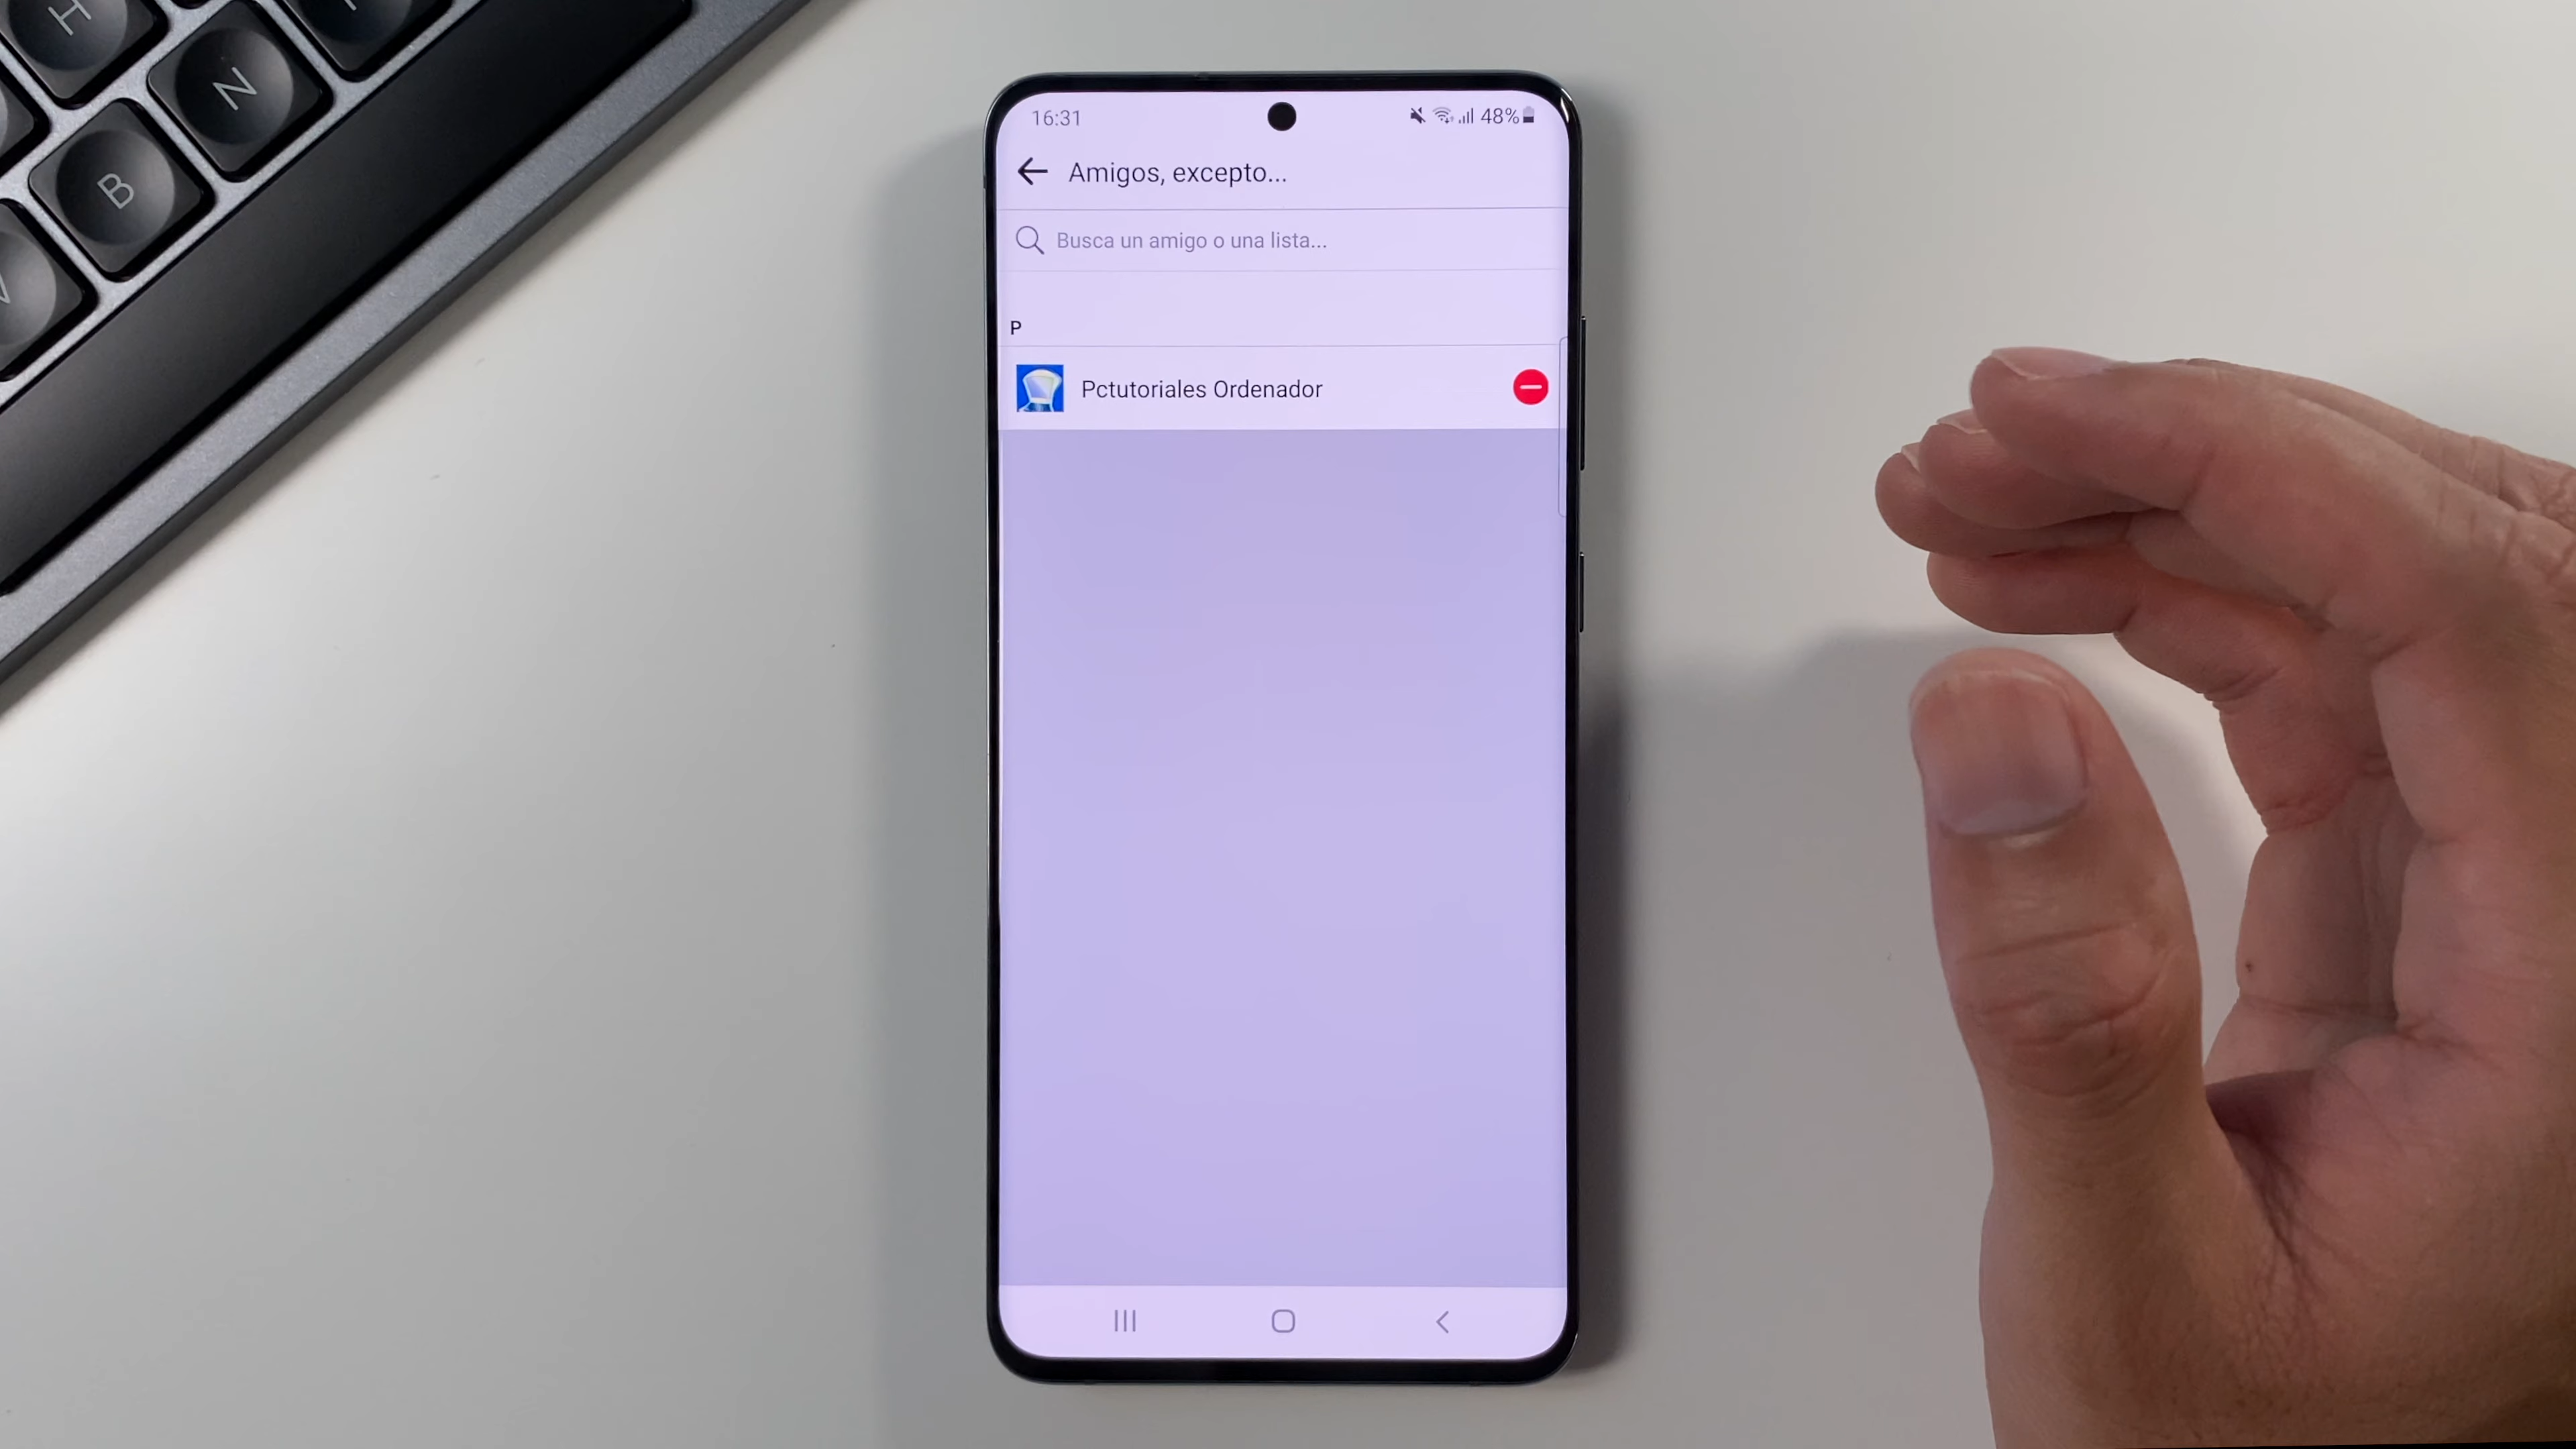 H
N
B
V
16:31
48%
Amigos, excepto...
Busca un amigo o una lista...
P
Pctutoriales Ordenador